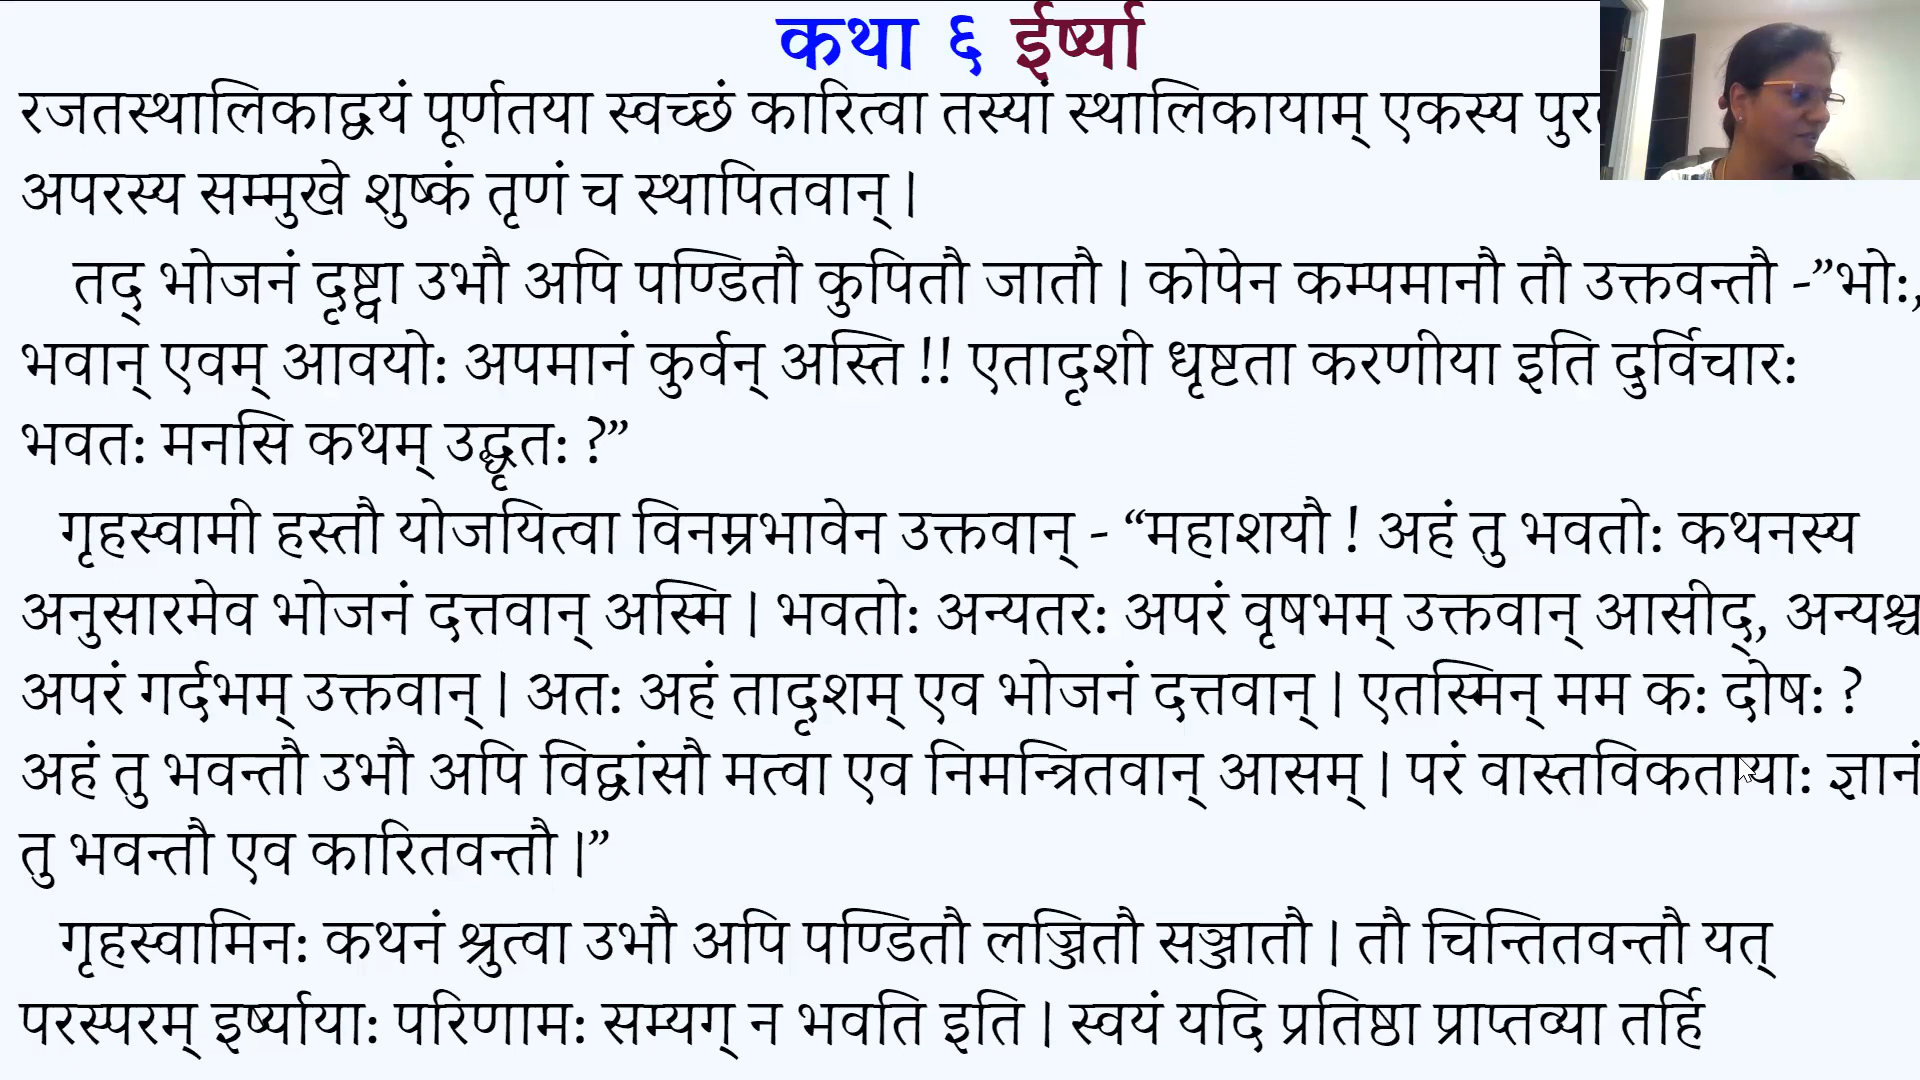 कथा ६ ईर्ष्या
रजतस्थालिकाद्वयं पूर्णतया स्वच्छं कारित्वा तस्यां स्थालिकायाम् एकस्य
अपरस्य सम्मुखे शुष्कं तृणं च स्थापितवान् |
तद् भोजनं दृष्ट्वा उभौ अपि पण्डितौ कुपितौ जातौ | कोपेन कम्पमानौ तौ उक्तवन्तौ -”भोः,
भवान् एवम् आवयोः अपमानं कुर्वन् अस्ति !! एतादृशी धृष्टता करणीया इति दुर्विचारः
भवतः मनसि कथम् उद्धृतः ?”
गृहस्वामी हस्तौ योजयित्वा विनम्रभावेन उक्तवान् - “महाशयौ ! अहं तु भवतोः कथनस्य
अनुसारमेव भोजनं दत्तवान् अस्मि | भवतोः अन्यतरः अपरं वृषभम् उक्तवान् आसीद्, अन्यश्च
अपरं गर्दभम् उक्तवान् | अतः अहं तादृशम् एव भोजनं दत्तवान् | एतस्मिन् मम कः दोषः ?
अहं तु भवन्तौ उभौ अपि विद्वांसौ मत्वा एव निमन्त्रितवान् आसम् | परं वास्तविकतायाः ज्ञानं
तु भवन्तौ एव कारितवन्तौ |”
गृहस्वामिनः कथनं श्रुत्वा उभौ अपि पण्डितौ लज्जितौ सञ्जातौ | तौ चिन्तितवन्तौ यत्
परस्परम् इर्ष्यायाः परिणामः सम्यग् न भवति इति | स्वयं यदि प्रतिष्ठा प्राप्तव्या तर्हि